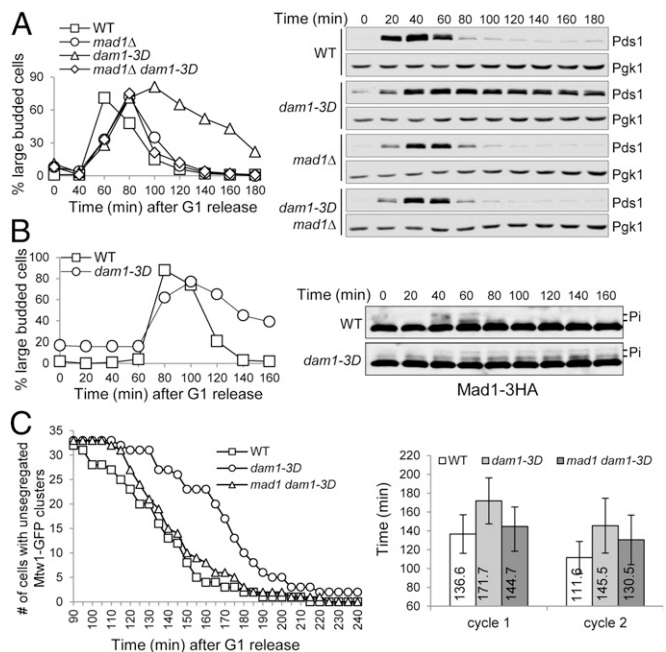 A
WT
mad1Δ
dam1-3D
mad1Δ dam1-3D
% large budded cells
90
60
30
0
0 20 40 60 80 100 120 140 160 180
Time (min) after G1 release
Time (min)
0 20 40 60 80 100 120 140 160 180
WT
Pds1
Pgk1
dam1-3D
Pds1
Pgk1
mad1Δ
Pds1
Pgk1
dam1-3D
mad1Δ
Pds1
Pgk1
B
WT
dam1-3D
% large budded cells
100
80
60
40
20
0
0 20 40 60 80 100 120 140 160
Time (min) after G1 release
Time (min)
0 20 40 60 80 100 120 140 160
WT
Pi
dam1-3D
Pi
Mad1-3HA
C
WT
dam1-3D
mad1 dam1-3D
# of cells with unsegregated
Mtw1-GFP clusters
35
30
25
20
15
10
5
0
90 100 110 120 130 140 150 160 170 180 190 200 210 220 230 240
Time (min) after G1 release
WT dam1-3D mad1 dam1-3D
Time (min)
220
200
180
160
140
120
100
80
60
136.6
171.7
144.7
111.6
145.5
130.5
cycle 1 cycle 2